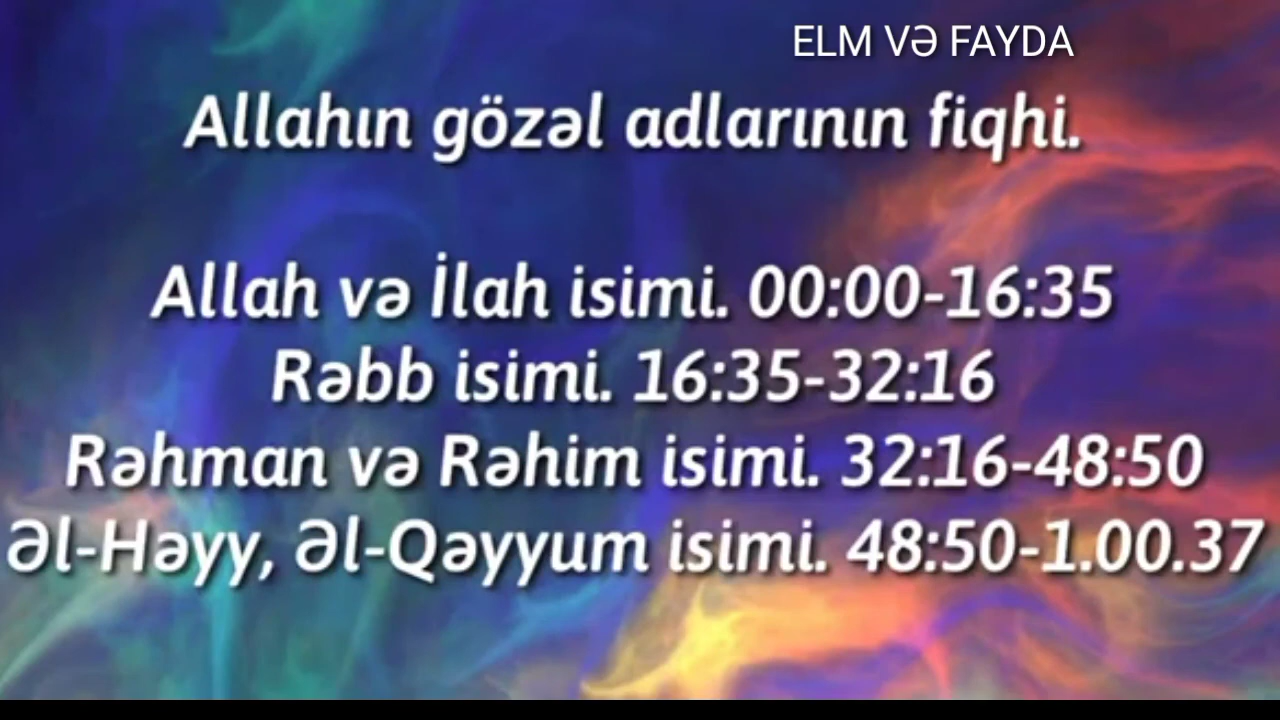 ELM VƏ FAYDA
Allahın gözəl adlarının fiqhi.
Allah və İlah isimi. 00:00-16:35
Rəbb isimi. 16:35-32:16
Rəhman və Rəhim isimi. 32:16-48:50
Əl-Həyy, Əl-Qəyyum isimi. 48:50-1.00.37